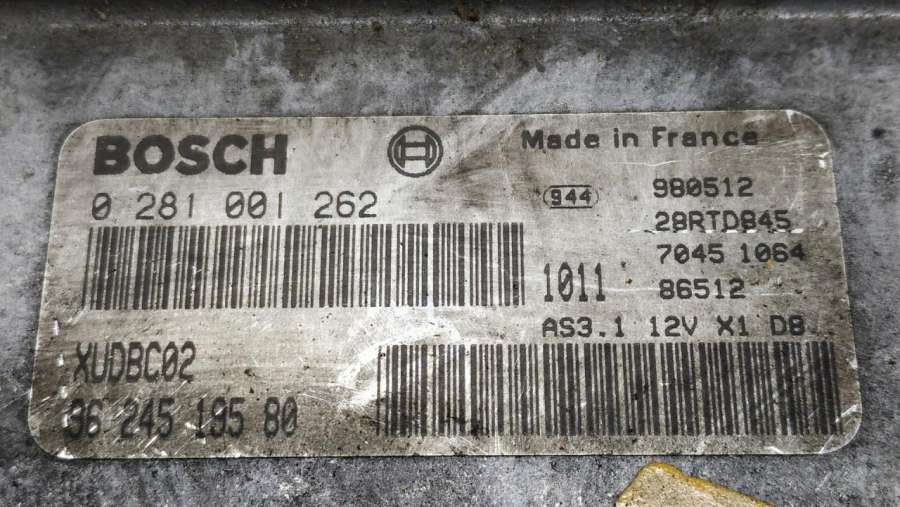 BOSCH
Made in France
0 281 001 262
944
980512
28RTD845
7045 1064
1011
86512
AS3.1 12V X1 D8
XUDBC02
96 245 195 80